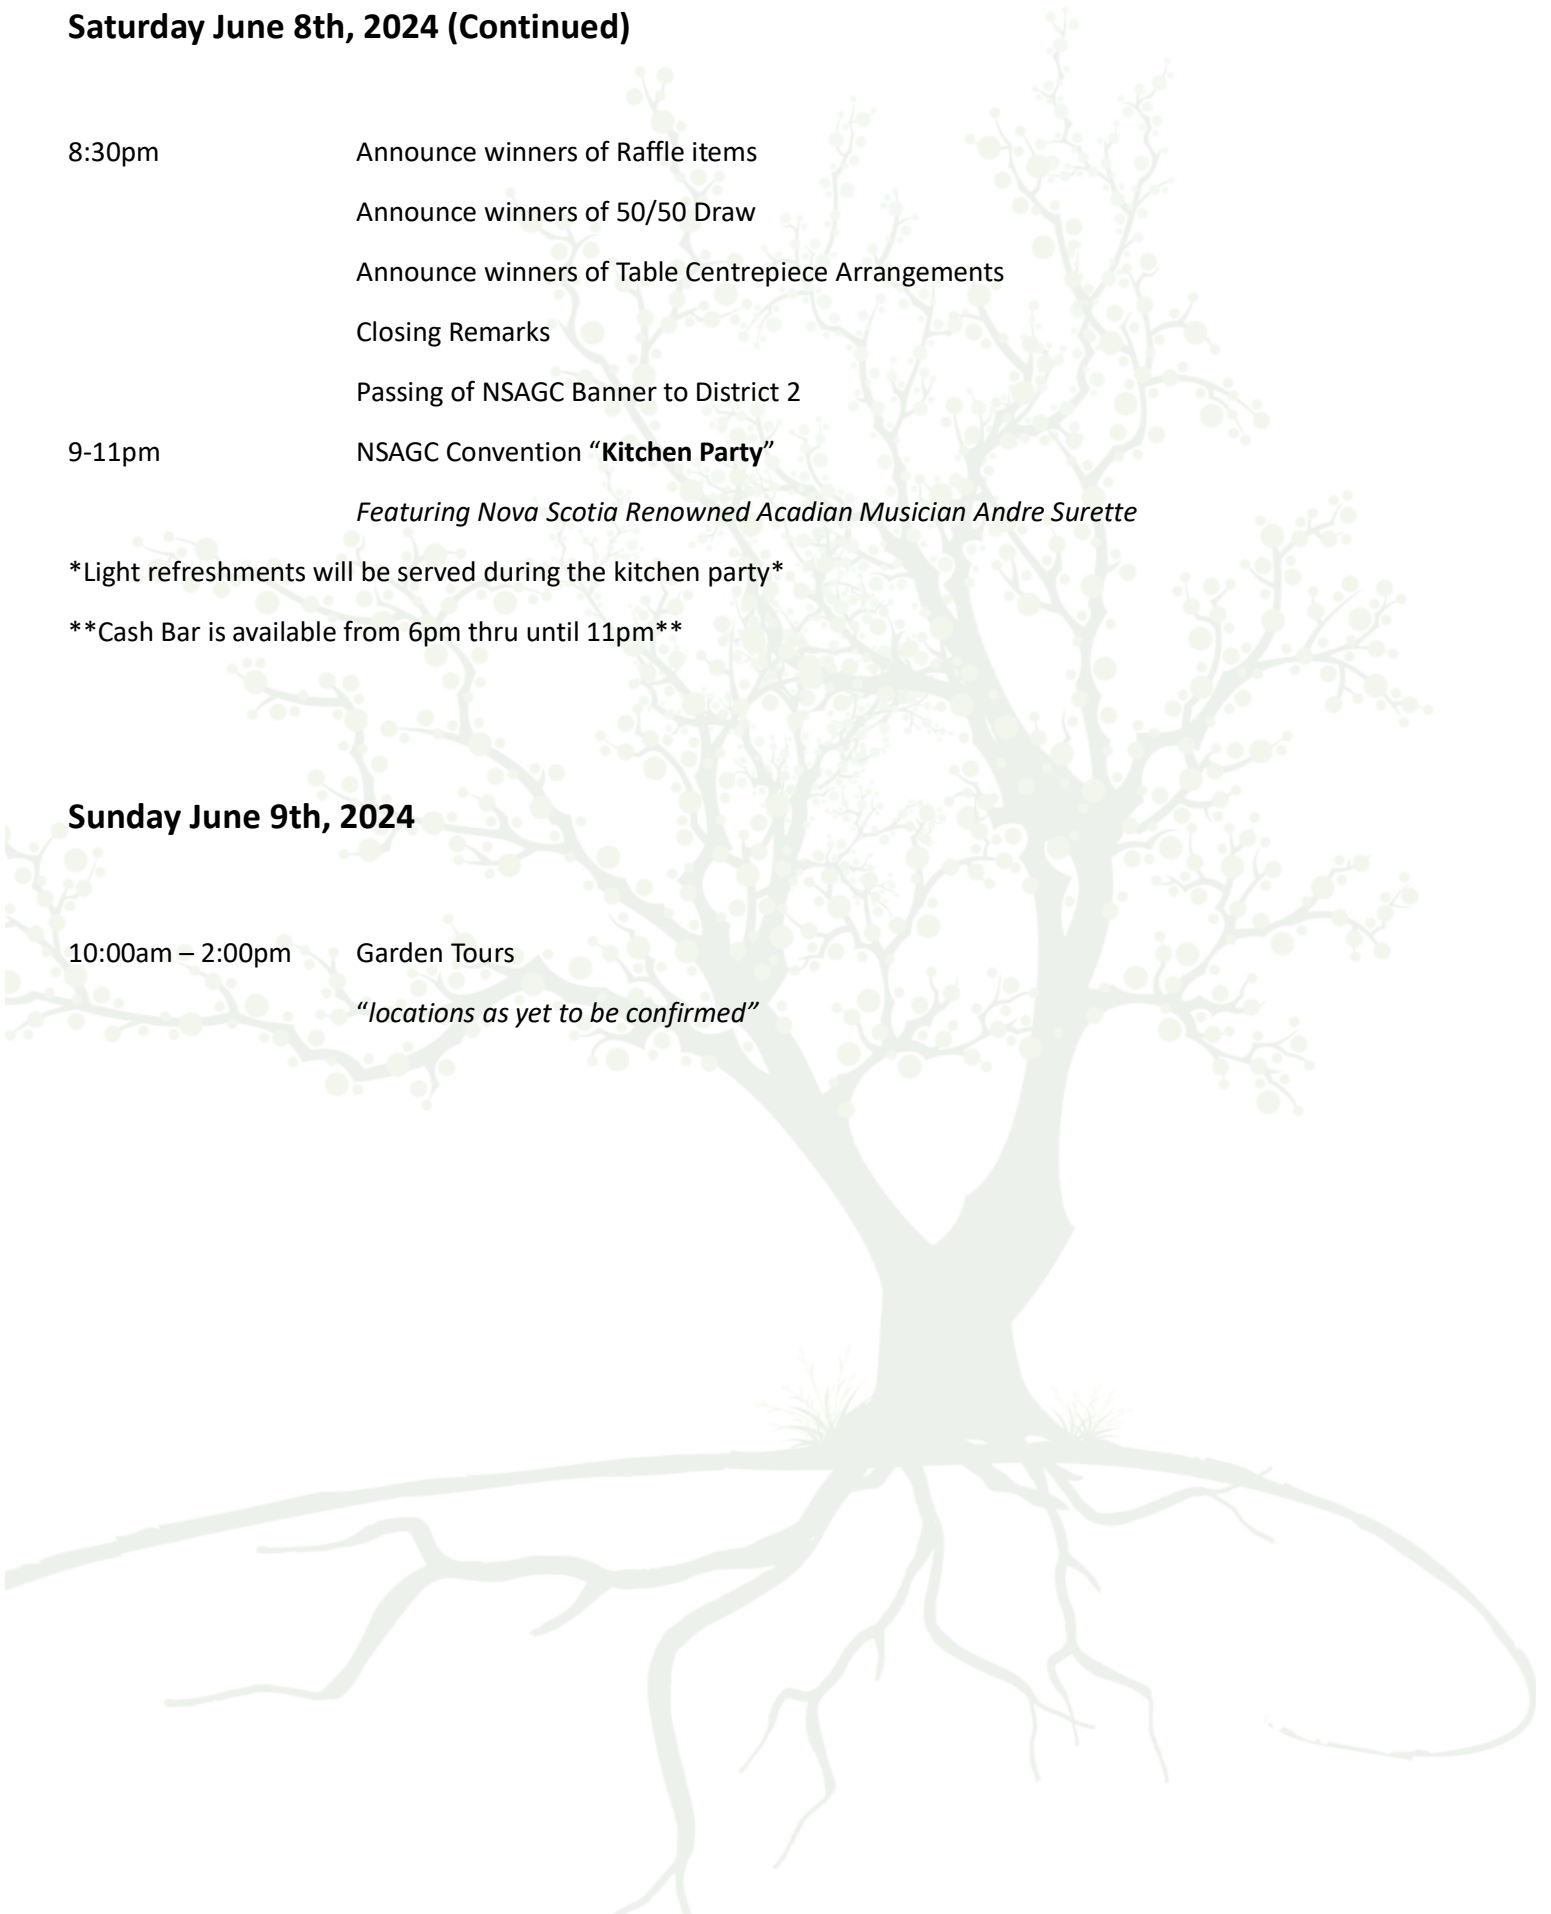 Saturday June 8th, 2024 (Continued)
8:30pm Announce winners of Raffle items
Announce winners of 50/50 Draw
Announce winners of Table Centrepiece Arrangements
Closing Remarks
Passing of NSAGC Banner to District 2
9-11pm NSAGC Convention “Kitchen Party”
Featuring Nova Scotia Renowned Acadian Musician Andre Surette
*Light refreshments will be served during the kitchen party*
**Cash Bar is available from 6pm thru until 11pm**
Sunday June 9th, 2024
10:00am – 2:00pm Garden Tours
“locations as yet to be confirmed”